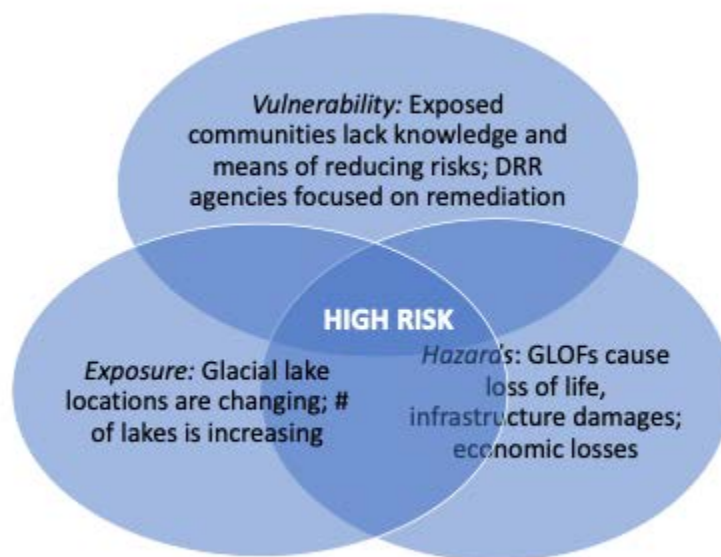 Vulnerability: Exposed
communities lack knowledge and
means of reducing risks; DRR
agencies focused on remediation
HIGH RISK
Exposure: Glacial lake
locations are changing; #
of lakes is increasing
Hazards: GLOFs cause
loss of life,
infrastructure damages;
economic losses